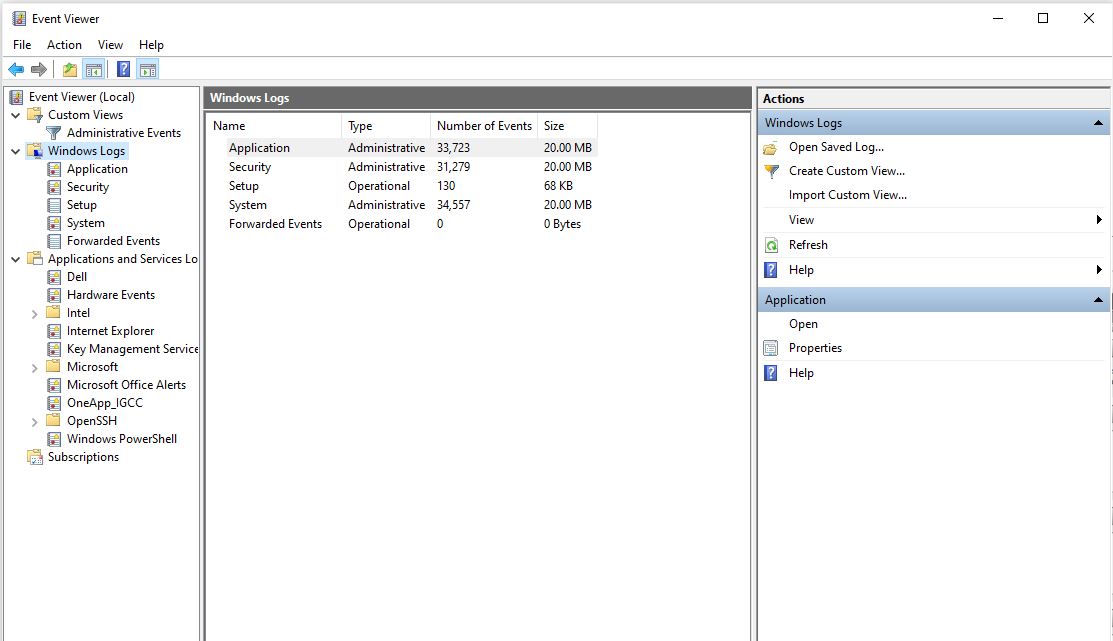 Event Viewer
File Action View Help
Event Viewer (Local)
Custom Views
Administrative Events
Windows Logs
Application
Security
Setup
System
Forwarded Events
Applications and Services Lo
Dell
Hardware Events
Intel
Internet Explorer
Key Management Service
Microsoft
Microsoft Office Alerts
OneApp_IGCC
OpenSSH
Windows PowerShell
Subscriptions
Windows Logs
Name Type Number of Events Size
Application Administrative 33,723 20.00 MB
Security Administrative 31,279 20.00 MB
Setup Operational 130 68 KB
System Administrative 34,557 20.00 MB
Forwarded Events Operational 0 0 Bytes
Actions
Windows Logs
Open Saved Log...
Create Custom View...
Import Custom View...
View
Refresh
Help
Application
Open
Properties
Help